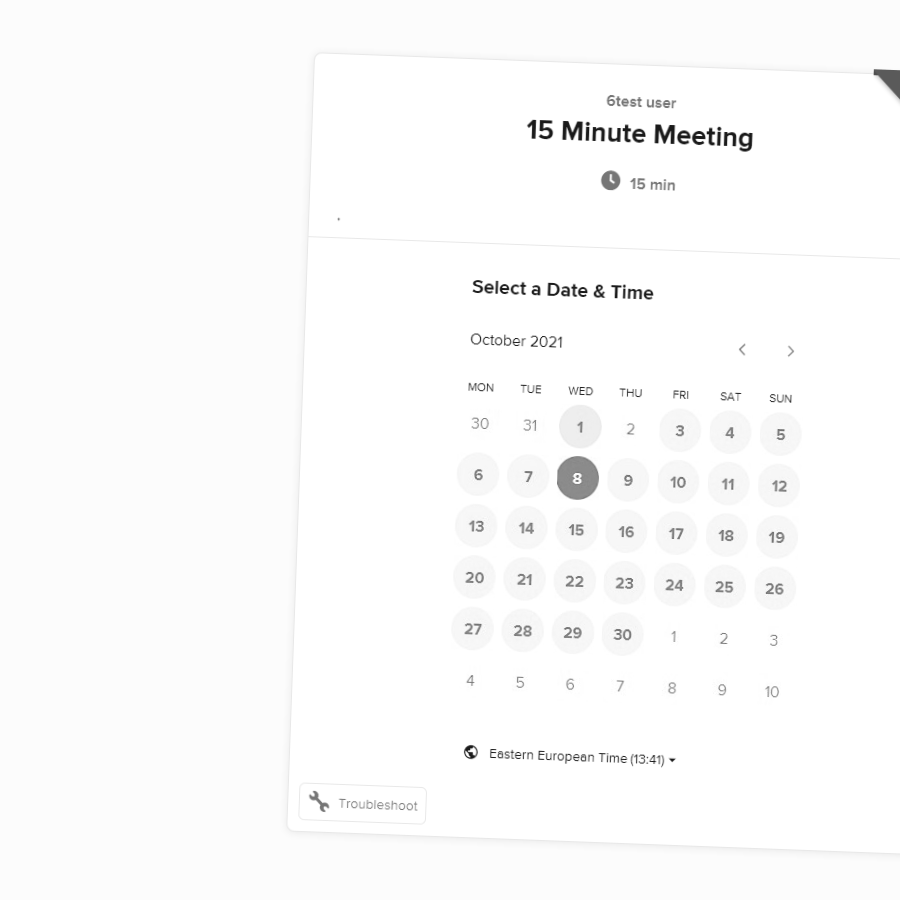 6test user
15 Minute Meeting
15 min
.
Select a Date & Time
October 2021
MON TUE WED THU FRI SAT SUN
30 31 1 2 3 4 5
6 7 8 9 10 11 12
13 14 15 16 17 18 19
20 21 22 23 24 25 26
27 28 29 30 1 2 3
4 5 6 7 8 9 10
Eastern European Time (13:41)
Troubleshoot